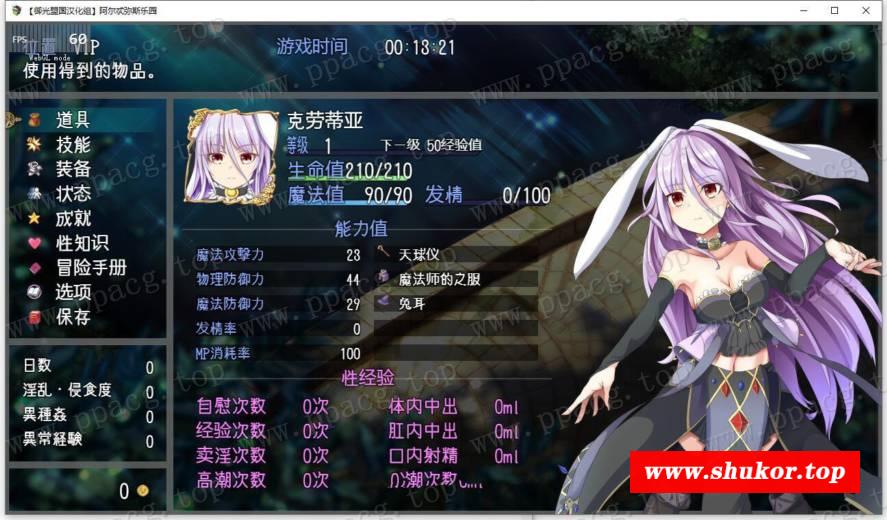 【御光盟国汉化组】阿尔忒弥斯乐园
FPS 60
位置 VIP
WebGL mode
游戏时间 00:13:21
使用得到的物品。
道具
技能
装备
状态
成就
性知识
冒险手册
选项
保存
日数 0
淫乱・侵食度 0
異種姦 0
異常経験 0
0
克劳蒂亚
等级 1 下一级 50经验值
生命值 210/210
魔法值 90/90 发情 0/100
能力值
魔法攻撃力 23 天球仪
物理防御力 44 魔法师的之服
魔法防御力 29 兔耳
发情率 0
MP消耗率 100
性经验
自慰次数 0次 体内中出 0ml
经验次数 0次 肛内中出 0ml
卖淫次数 0次 口内射精 0ml
高潮次数 0次
www.ppacg.top
www.shukor.top